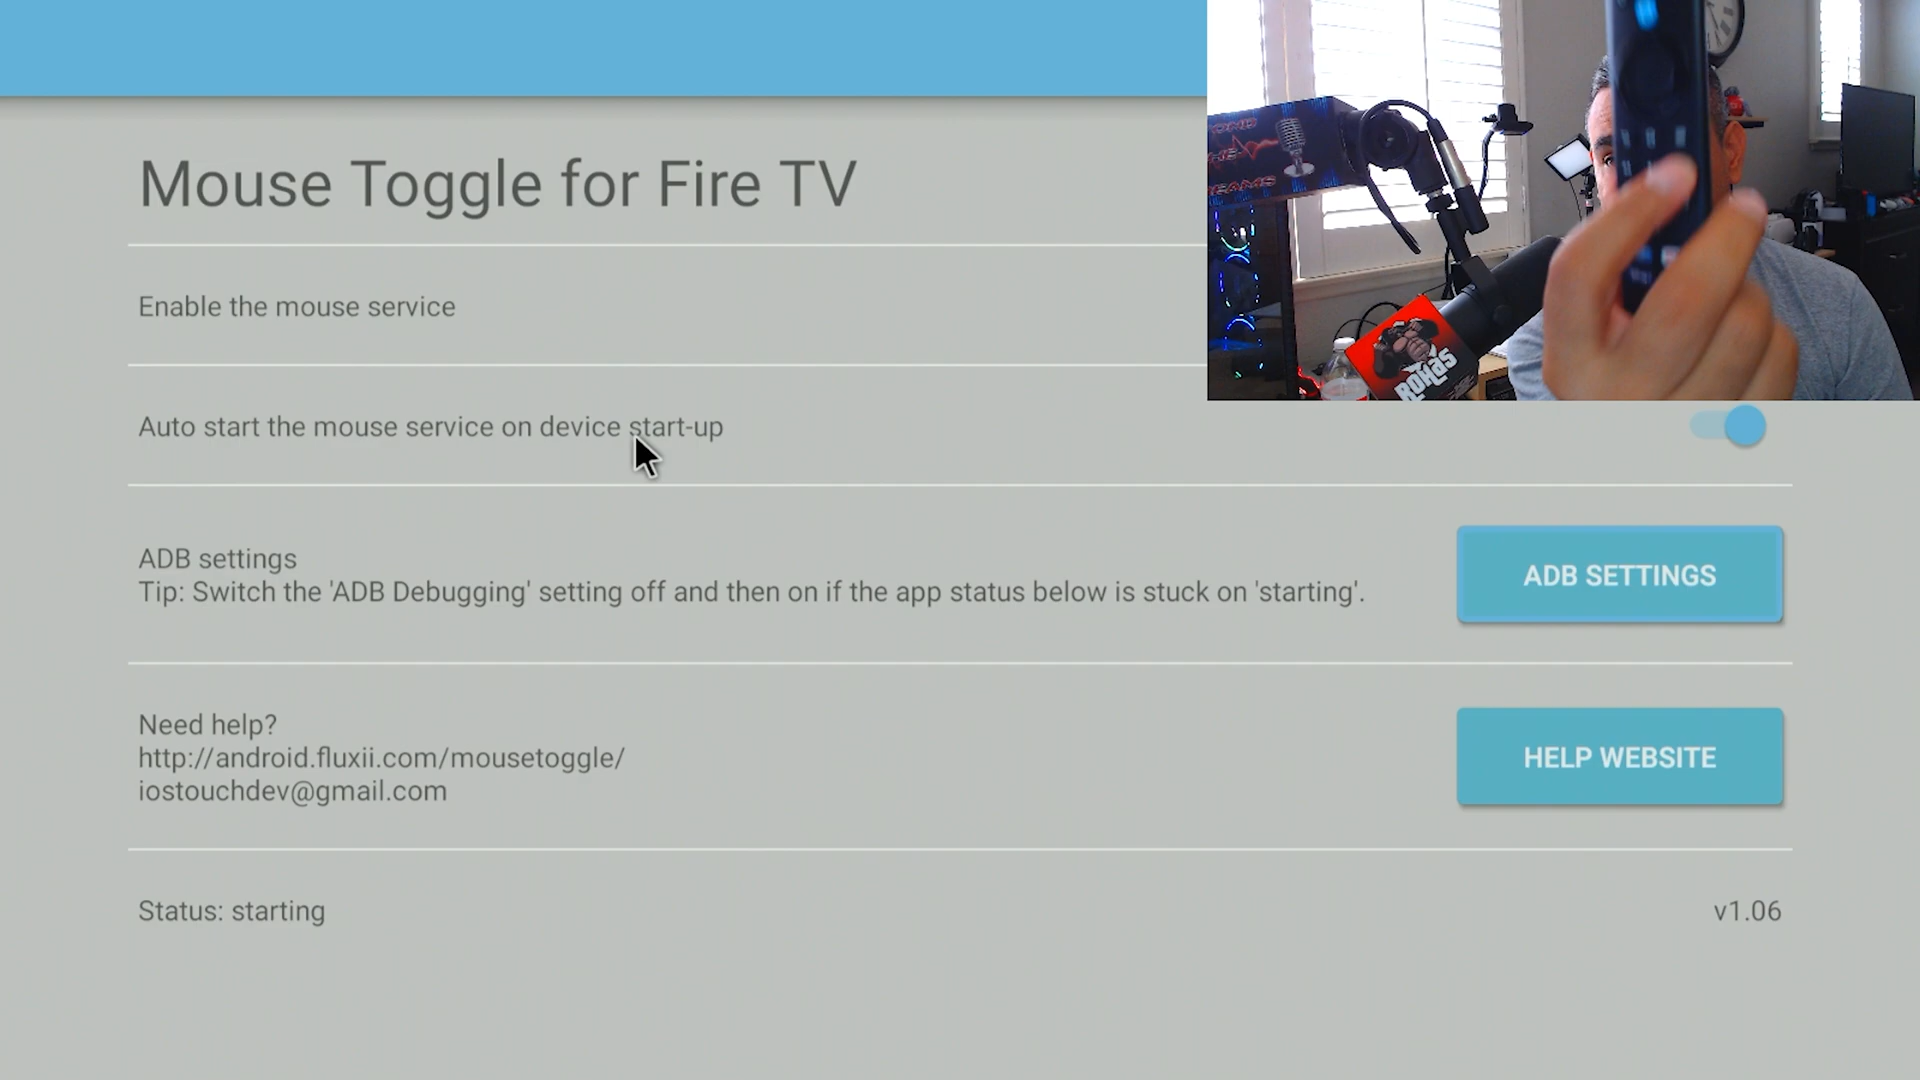 Mouse Toggle for Fire TV
Enable the mouse service
Auto start the mouse service on device start-up
ADB settings
Tip: Switch the 'ADB Debugging' setting off and then on if the app status below is stuck on 'starting'.
ADB SETTINGS
Need help?
http://android.fluxii.com/mousetoggle/
iostouchdev@gmail.com
HELP WEBSITE
Status: starting
v1.06